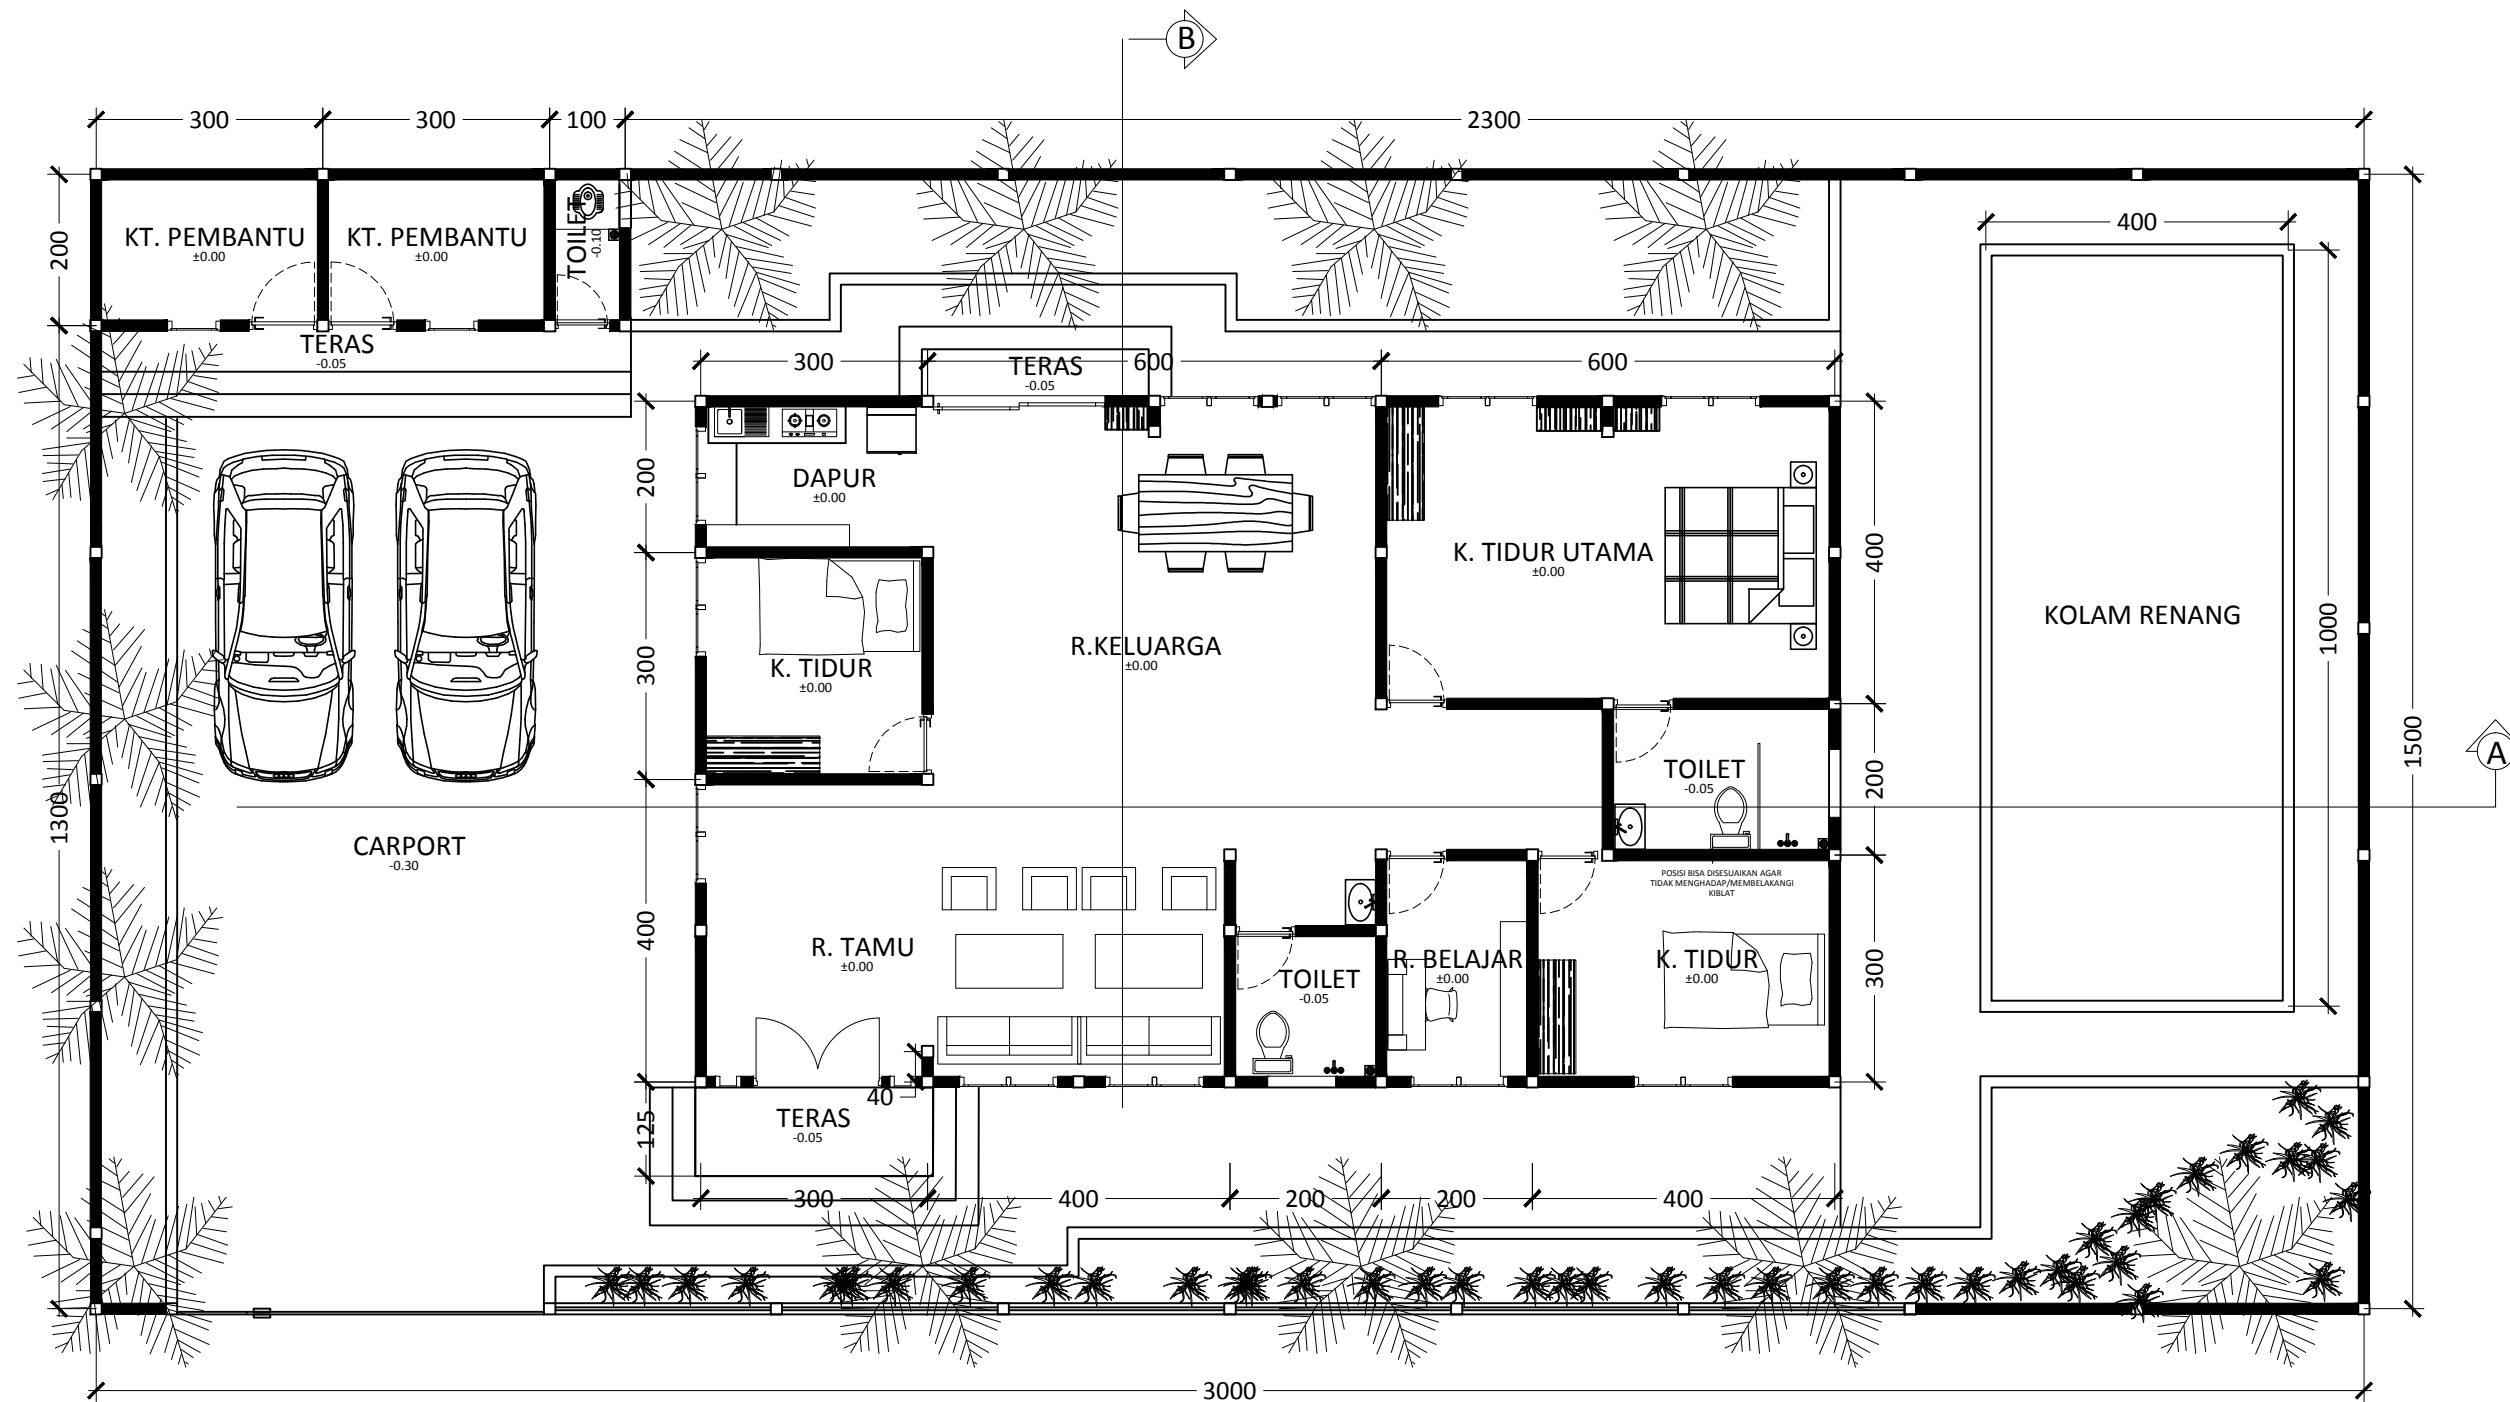 B
300
300
100
2300
200
KT. PEMBANTU
±0.00
KT. PEMBANTU
±0.00
TOILET
-0.10
400
TERAS
-0.05
300
TERAS
-0.05
600
600
200
DAPUR
±0.00
K. TIDUR UTAMA
±0.00
400
KOLAM RENANG
1000
R.KELUARGA
±0.00
300
K. TIDUR
±0.00
1500
A
TOILET
-0.05
200
1300
CARPORT
-0.30
POSISI BISA DISESUAIKAN AGAR
TIDAK MENGHADAP/MEMBELAKANGI
KIBLAT
400
R. TAMU
±0.00
TOILET
-0.05
R. BELAJAR
±0.00
K. TIDUR
±0.00
300
40
125
TERAS
-0.05
300
400
200
200
400
3000